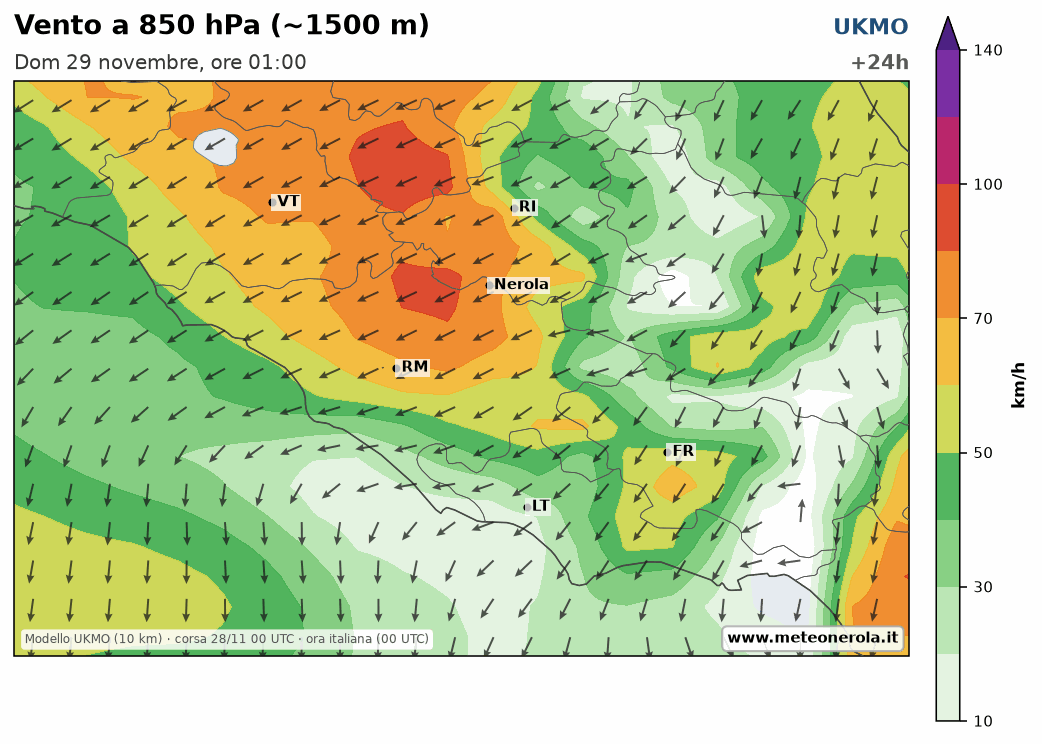 Vento a 850 hPa (~1500 m)
UKMO
Dom 29 novembre, ore 01:00
+24h
140
100
70
50
30
10
km/h
VT
RI
Nerola
RM
FR
LT
Modello UKMO (10 km) · corsa 28/11 00 UTC · ora italiana (00 UTC)
www.meteonerola.it